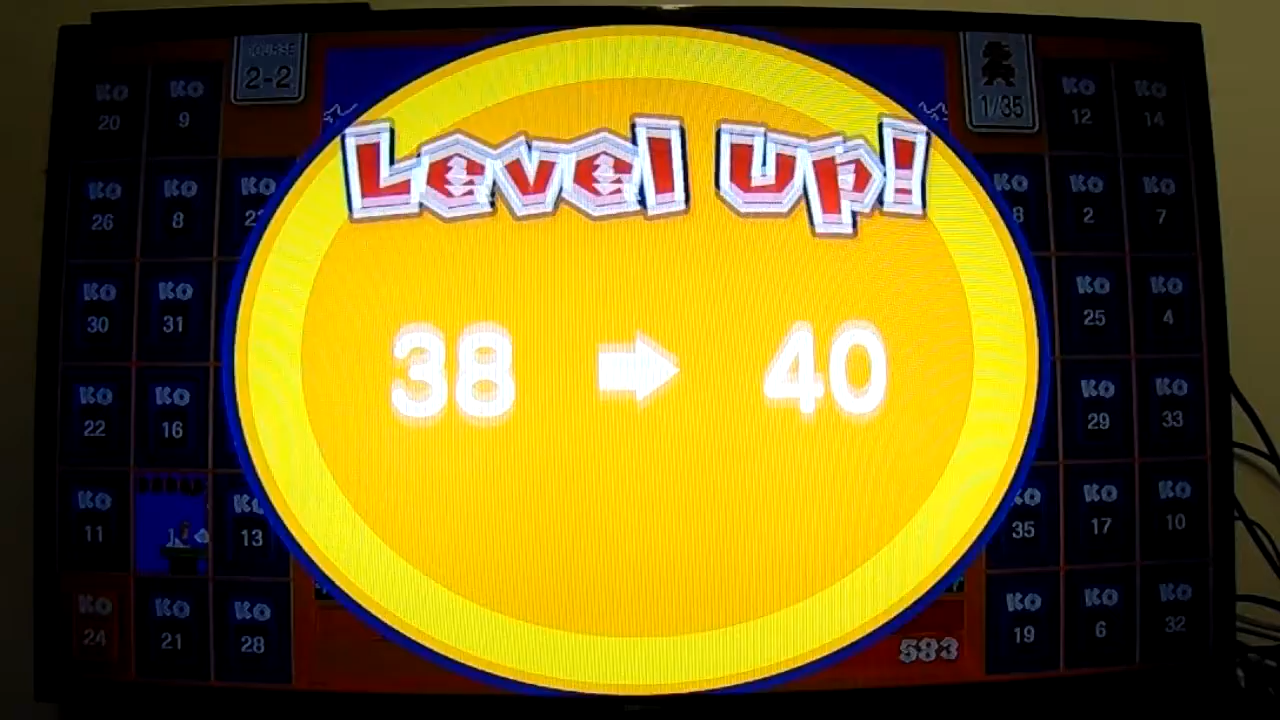 COURSE
2-2
1/35
Level Up!
38 → 40
KO KO KO KO
20 9 12 14
KO KO KO KO KO KO
26 8 8 2 7
KO KO KO KO
30 31 25 4
KO KO KO KO
22 16 29 33
KO KO KO KO
11 13 35 17 10
KO KO KO KO KO KO
24 21 28 19 6 32
583